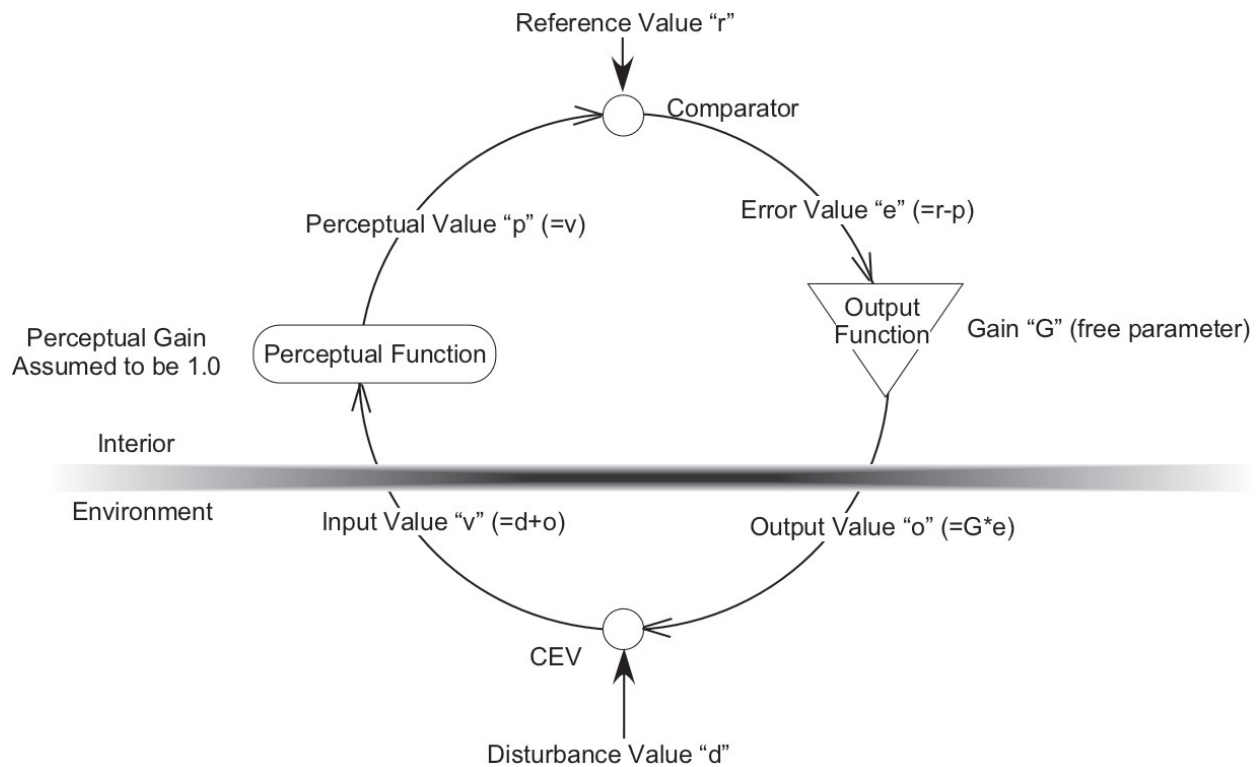 Reference Value “r”
Comparator
Perceptual Value “p” (=v)
Error Value “e” (=r-p)
Output
Function
Gain “G” (free parameter)
Perceptual Gain
Assumed to be 1.0
Perceptual Function
Interior
Environment
Input Value “v” (=d+o)
Output Value “o” (=G*e)
CEV
Disturbance Value “d”